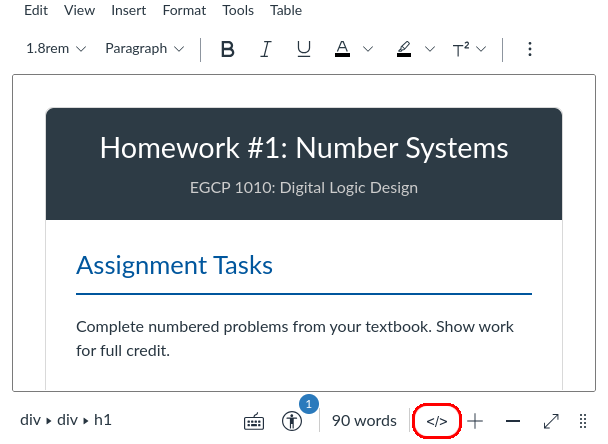 Edit View Insert Format Tools Table
1.8rem Paragraph B I U A T²
Homework #1: Number Systems
EGCP 1010: Digital Logic Design
Assignment Tasks
Complete numbered problems from your textbook. Show work
for full credit.
1
div ▸ div ▸ h1 90 words </>